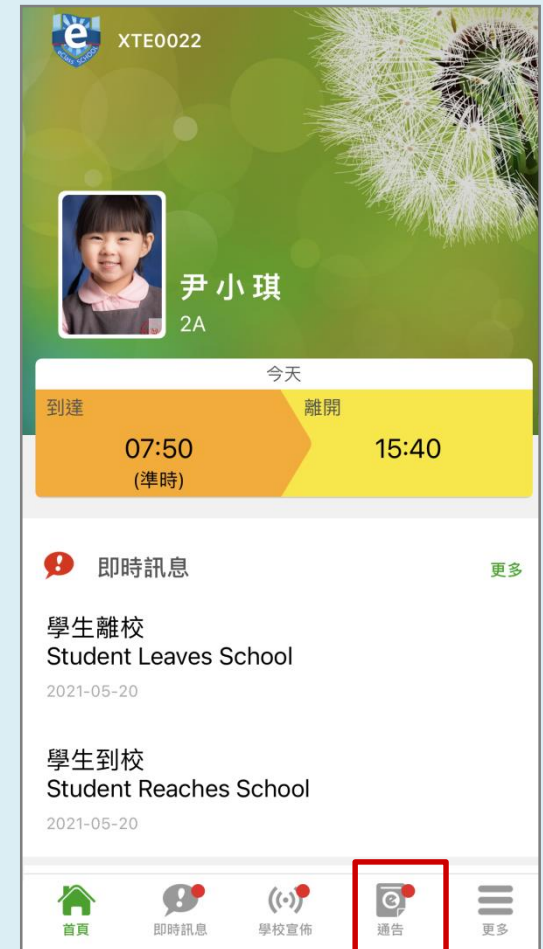 XTE0022
尹小琪
2A
今天
到達
離開
07:50
15:40
(準時)
即時訊息
更多
學生離校
Student Leaves School
2021-05-20
學生到校
Student Reaches School
2021-05-20
首頁
即時訊息
學校宣佈
通告
更多